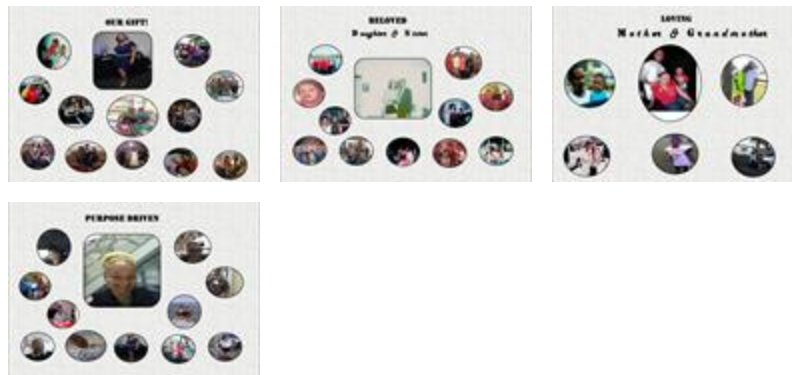 OUR GIFT!
BELOVED
Daughter & Sister
LOVING
Mother & Grandmother
PURPOSE DRIVEN